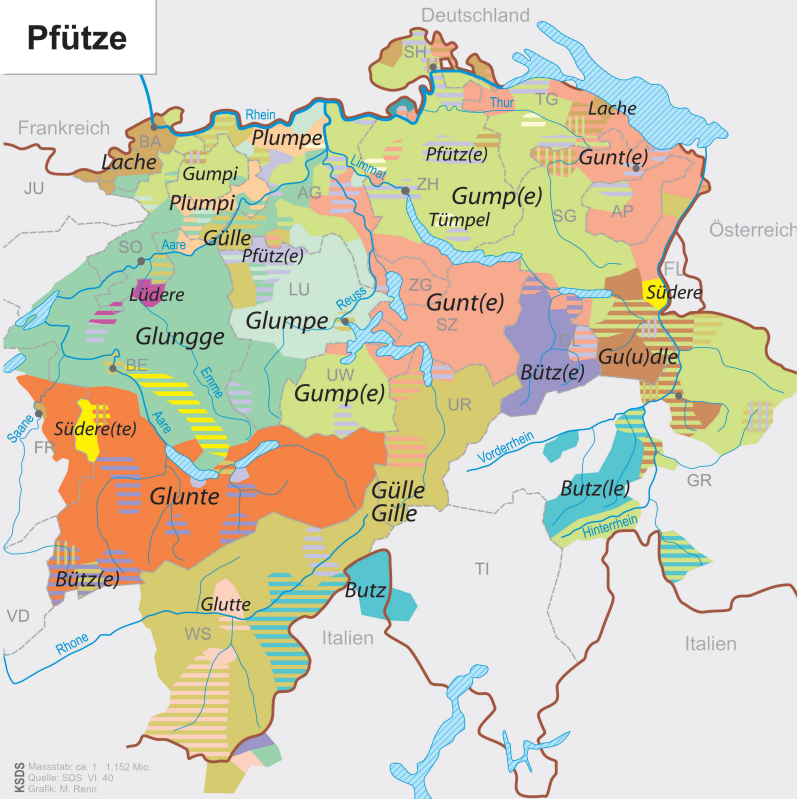 Pfütze
Deutschland
SH
Frankreich
BA
Rhein
Thur
TG
Lache
Lache
Plumpe
JU
Gumpi
Limmat
Pfütz(e)
Gunt(e)
ZH
AG
Plumpi
Gump(e)
Tümpel
SG
AP
Österreich
SO
Aare
Gülle
Pfütz(e)
FL
Lüdere
LU
Reuss
ZG
Gunt(e)
SZ
Südere
Glungge
Glumpe
GL
Gu(u)dle
BE
Emme
UW
Gump(e)
Bütz(e)
UR
Saane
Südere(te)
Aare
FR
Vorderrhein
Glunte
Gülle
Gille
Butz(le)
GR
Hinterrhein
Bütz(e)
TI
Butz
Glutte
VD
Rhone
WS
Italien
Italien
KSDS
Massstab: ca. 1 : 1,152 Mio.
Quelle: SDS VI 40
Grafik: M. Renn